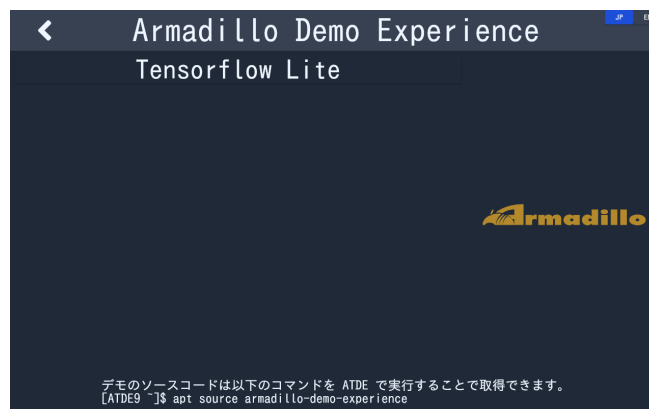 Armadillo Demo Experience
JP
Tensorflow Lite
Armadillo
デモのソースコードは以下のコマンドを ATDE で実行することで取得できます。
[ATDE9 ~]$ apt source armadillo-demo-experience